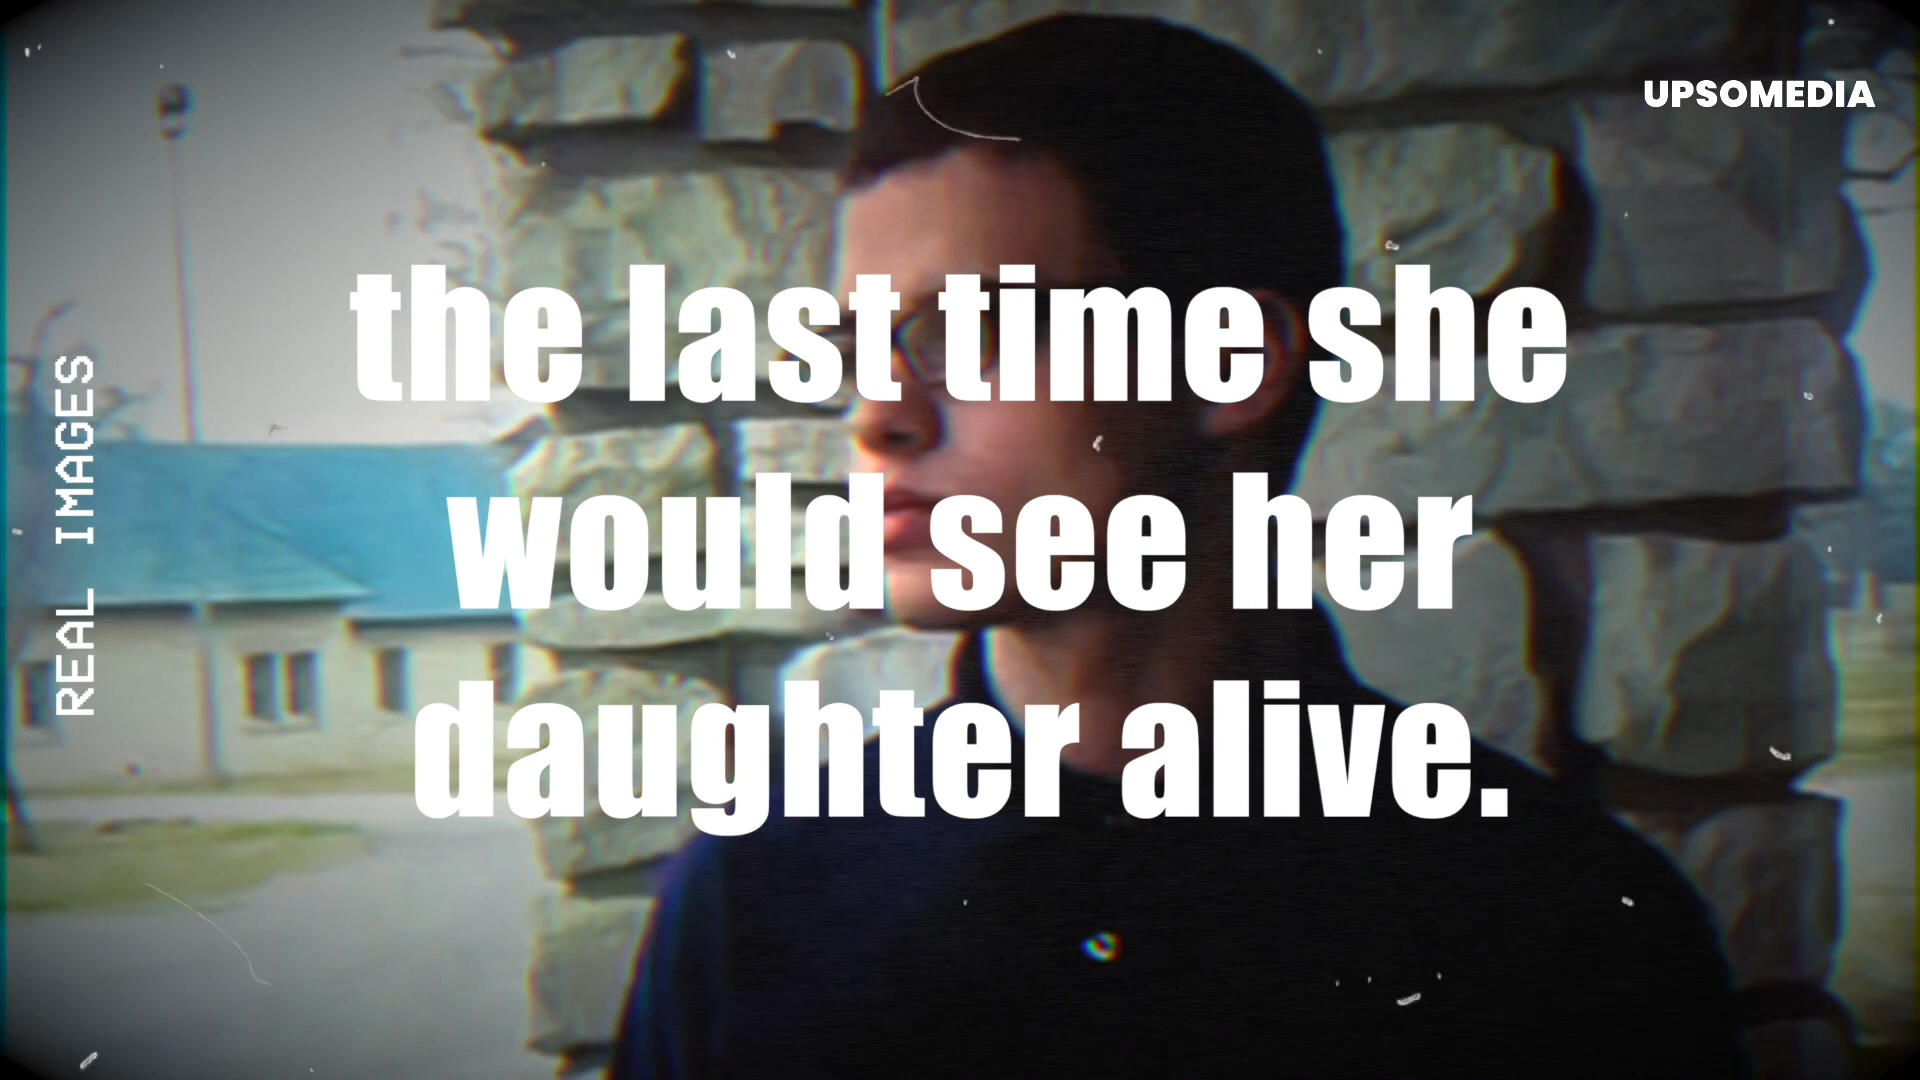 UPSOMEDIA
the last time she
would see her
daughter alive.
REAL IMAGES